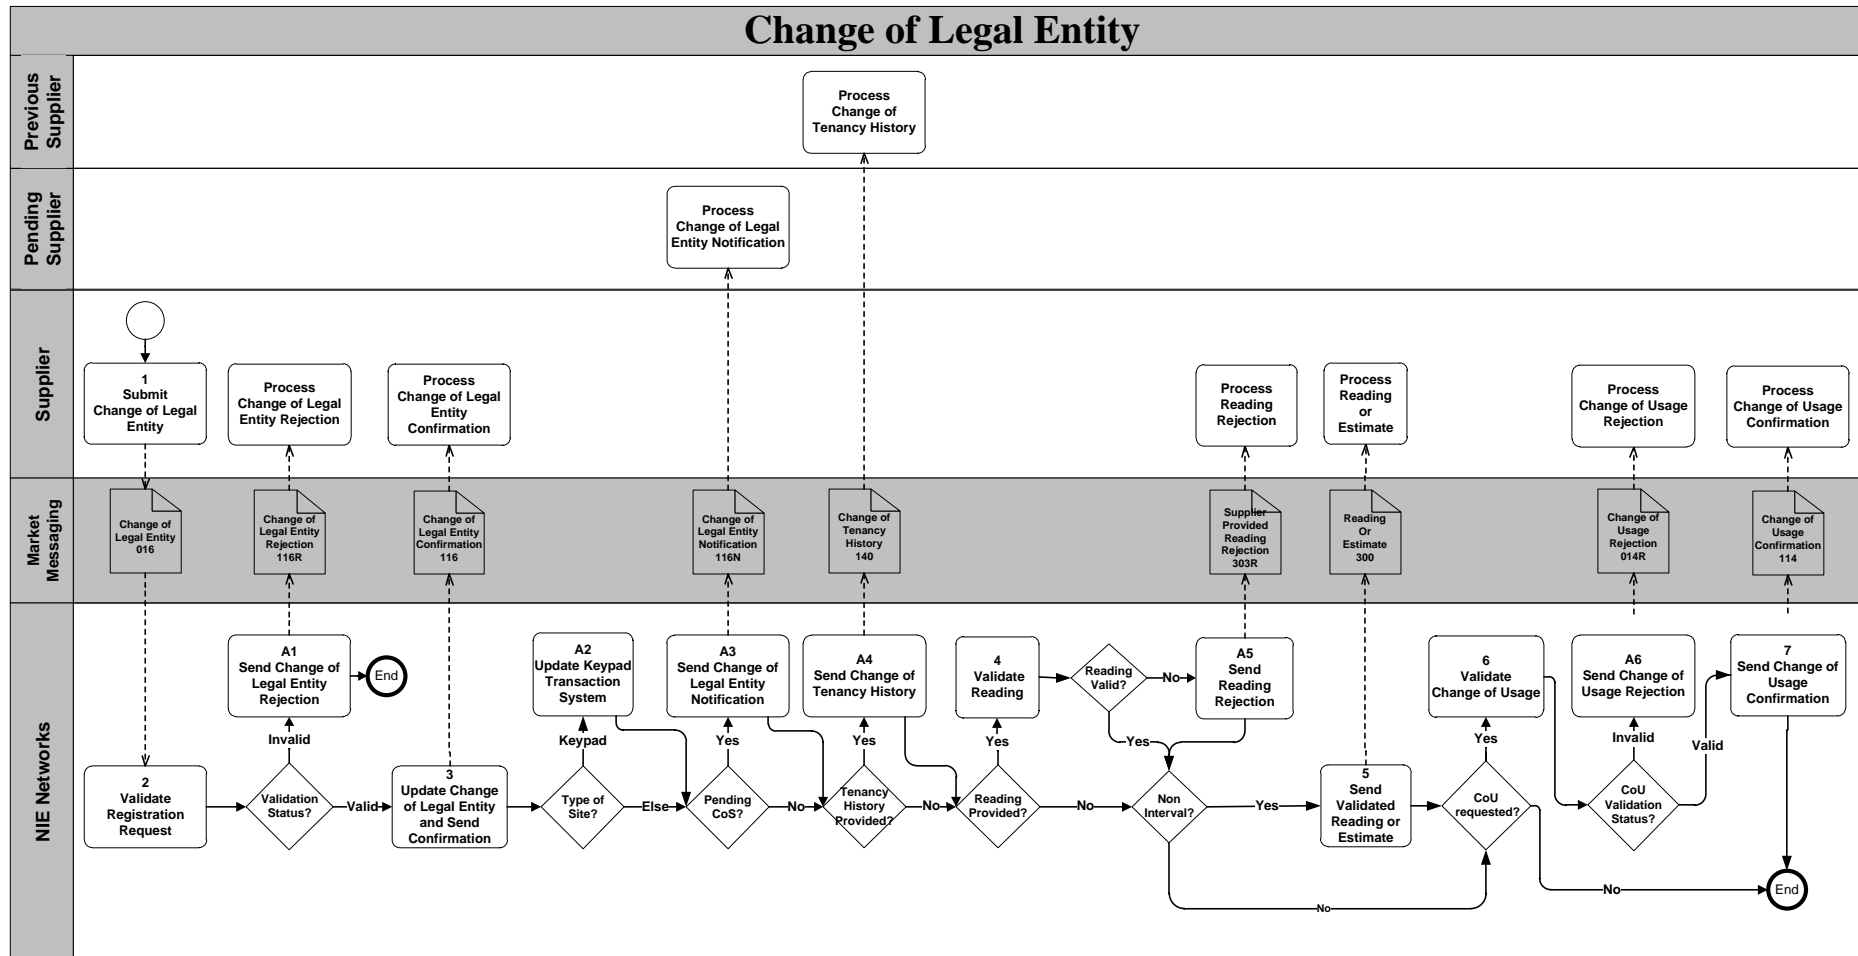 Change of Legal Entity
Previous
Supplier
Process
Change of
Tenancy History
Pending
Supplier
Process
Change of Legal
Entity Notification
Supplier
1
Submit
Change of Legal
Entity
Process
Change of Legal
Entity Rejection
Process
Change of Legal
Entity
Confirmation
Process
Reading
Rejection
Process
Reading
or
Estimate
Process
Change of Usage
Rejection
Process
Change of Usage
Confirmation
Market
Messaging
Change of
Legal Entity
016
Change of
Legal Entity
Rejection
116R
Change of
Legal Entity
Confirmation
116
Change of
Legal Entity
Notification
116N
Change of
Tenancy
History
140
Supplier
Provided
Reading
Rejection
303R
Reading
Or
Estimate
300
Change of
Usage
Rejection
014R
Change of
Usage
Confirmation
114
NIE Networks
A1
Send Change of
Legal Entity
Rejection
End
A2
Update Keypad
Transaction
System
A3
Send Change of
Legal Entity
Notification
A4
Send Change of
Tenancy History
4
Validate
Reading
Reading
Valid?
No
A5
Send
Reading
Rejection
6
Validate
Change of Usage
A6
Send Change of
Usage Rejection
7
Send Change of
Usage
Confirmation
Invalid
Keypad
Yes
Yes
Yes
Yes
Yes
Invalid
Valid
2
Validate
Registration
Request
Validation
Status?
Valid
3
Update Change
of Legal Entity
and Send
Confirmation
Type of
Site?
Else
Pending
CoS?
No
Tenancy
History
Provided?
No
Reading
Provided?
No
Non
Interval?
Yes
5
Send
Validated
Reading or
Estimate
CoU
requested?
CoU
Validation
Status?
No
No
End